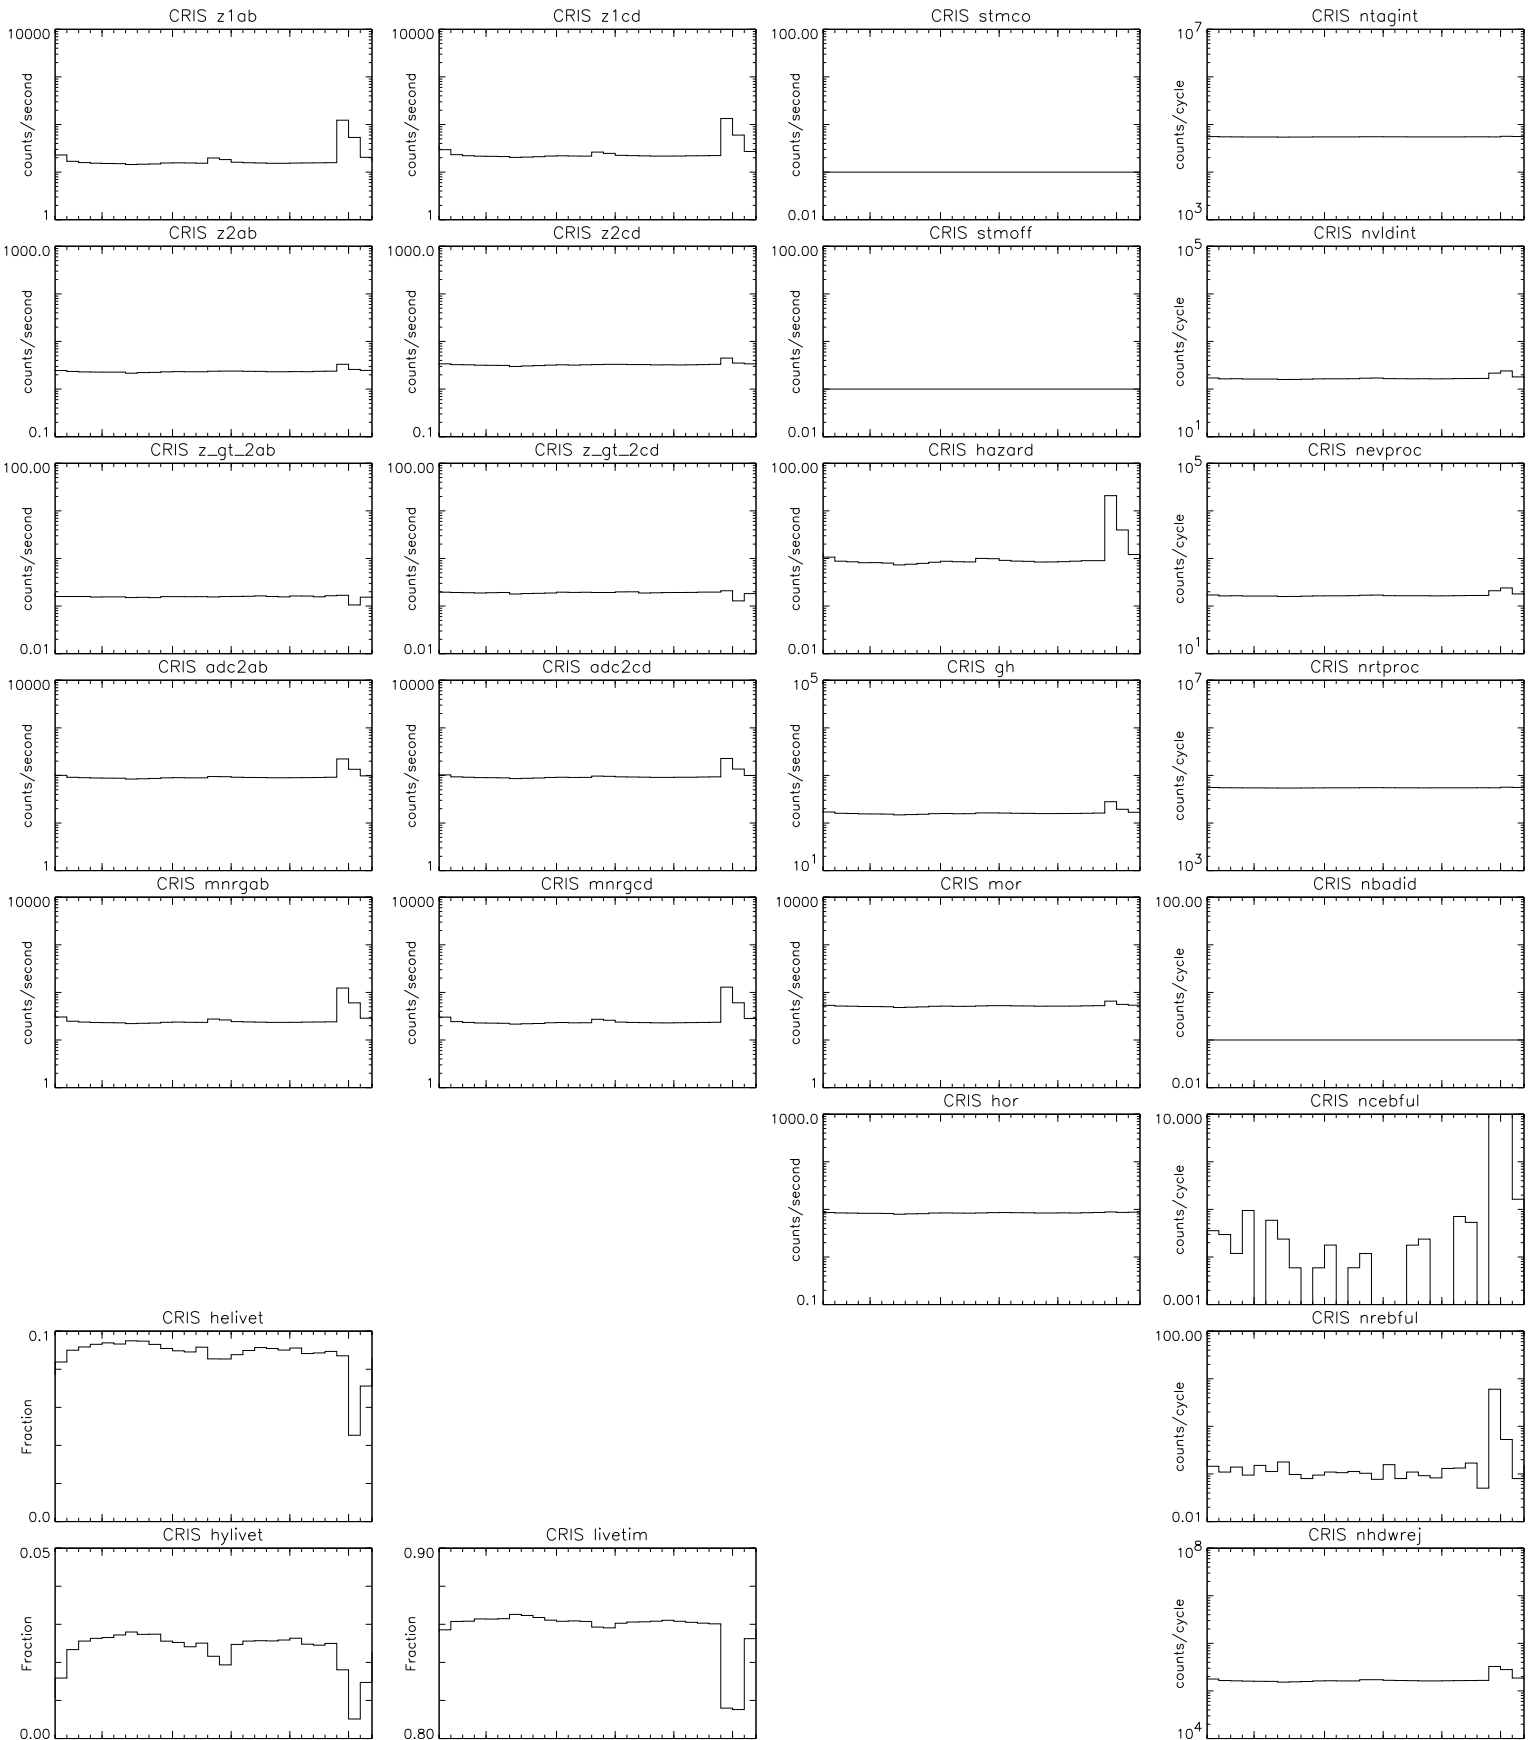 CRIS z1ab
10000
counts/second
1
CRIS z1cd
10000
counts/second
1
CRIS stmco
100.00
counts/second
0.01
CRIS ntagint
10^7
counts/cycle
10^3
CRIS z2ab
1000.0
counts/second
0.1
CRIS z2cd
1000.0
counts/second
0.1
CRIS stmoff
100.00
counts/second
0.01
CRIS nvldint
10^5
counts/cycle
10^1
CRIS z_gt_2ab
100.00
counts/second
0.01
CRIS z_gt_2cd
100.00
counts/second
0.01
CRIS hazard
100.00
counts/second
0.01
CRIS nevproc
10^5
counts/cycle
10^1
CRIS adc2ab
10000
counts/second
1
CRIS adc2cd
10000
counts/second
1
CRIS gh
10^5
counts/second
10^1
CRIS nrtproc
10^7
counts/cycle
10^3
CRIS mnrgab
10000
counts/second
1
CRIS mnrgcd
10000
counts/second
1
CRIS mor
10000
counts/second
1
CRIS nbadid
100.00
counts/cycle
0.01
CRIS hor
1000.0
counts/second
0.1
CRIS ncebful
10.000
counts/cycle
0.001
CRIS helivet
0.1
Fraction
0.0
CRIS nrebful
100.00
counts/cycle
0.01
CRIS hylivet
0.05
Fraction
0.00
CRIS livetim
0.90
Fraction
0.80
CRIS nhdwrej
10^8
counts/cycle
10^4